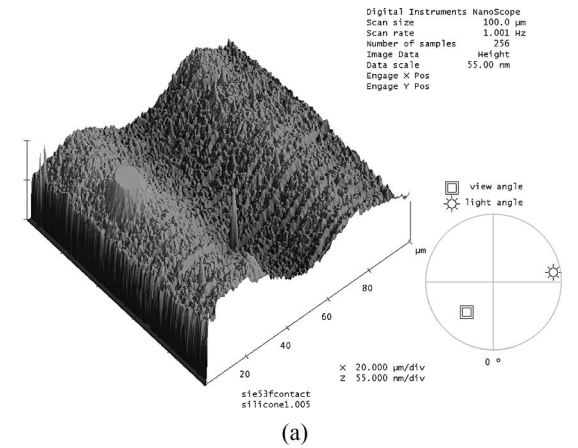 Digital Instruments NanoScope
Scan size 100.0 µm
Scan rate 1.001 Hz
Number of samples 256
Image Data Height
Data scale 55.00 nm
Engage X Pos
Engage Y Pos
view angle
light angle
µm
80
60
40
20
0 °
X 20.000 µm/div
Z 55.000 nm/div
sie53fcontact
silicone1.005
(a)